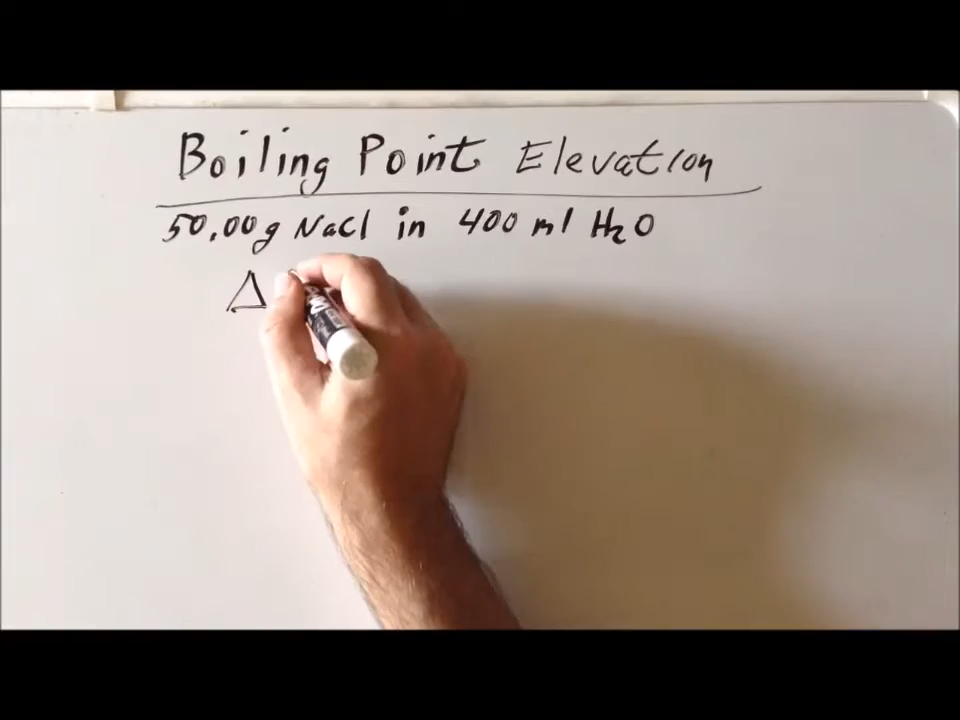 Boiling Point Elevation
50.00g NaCl in 400 ml H₂O
Δ